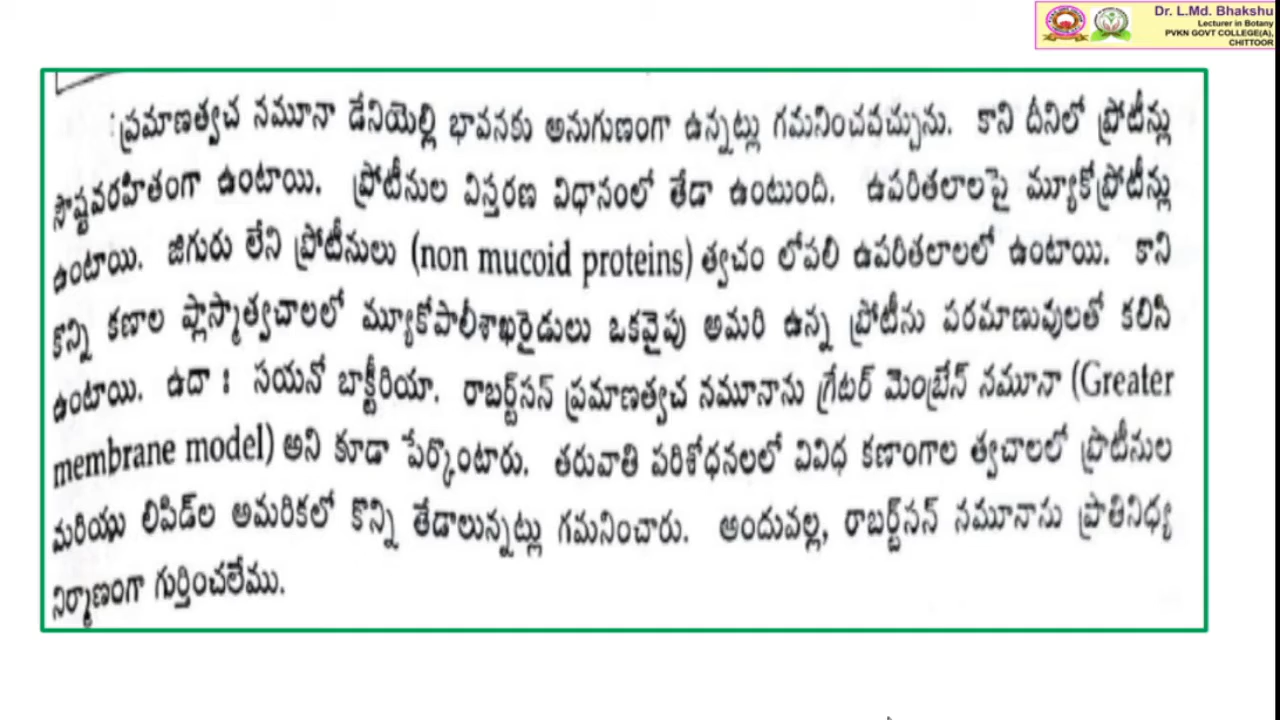 Dr. L.Md. Bhakshu
Lecturer in Botany
PVKN GOVT COLLEGE(A),
CHITTOOR
:ప్రమాణత్వచ నమూనా డేనియెల్లి భావనకు అనుగుణంగా ఉన్నట్లు గమనించవచ్చును. కాని దీనిలో ప్రోటీన్లు
సౌష్టవరహితంగా ఉంటాయి. ప్రోటీనుల విస్తరణ విధానంలో తేడా ఉంటుంది. ఉపరితలాలపై మ్యూకోప్రోటీన్లు
ఉంటాయి. జిగురు లేని ప్రోటీనులు (non mucoid proteins) త్వచం లోపలి ఉపరితలాలలో ఉంటాయి. కాని
కొన్ని కణాల ప్లాస్మాత్వచాలలో మ్యూకోపాలీశాఖరైడులు ఒకవైపు అమరి ఉన్న ప్రోటీను పరమాణువులతో కలిసి
ఉంటాయి. ఉదా : సయనో బాక్టీరియా. రాబర్ట్‌సన్ ప్రమాణత్వచ నమూనాను గ్రేటర్ మెంబ్రేన్ నమూనా (Greater
membrane model) అని కూడా పేర్కొంటారు. తరువాతి పరిశోధనలలో వివిధ కణాంగాల త్వచాలలో ప్రొటీనుల
మరియు లిపిడ్‌ల అమరికలో కొన్ని తేడాలున్నట్లు గమనించారు. అందువల్ల, రాబర్ట్‌సన్ నమూనాను ప్రాతినిధ్య
నిర్మాణంగా గుర్తించలేము.